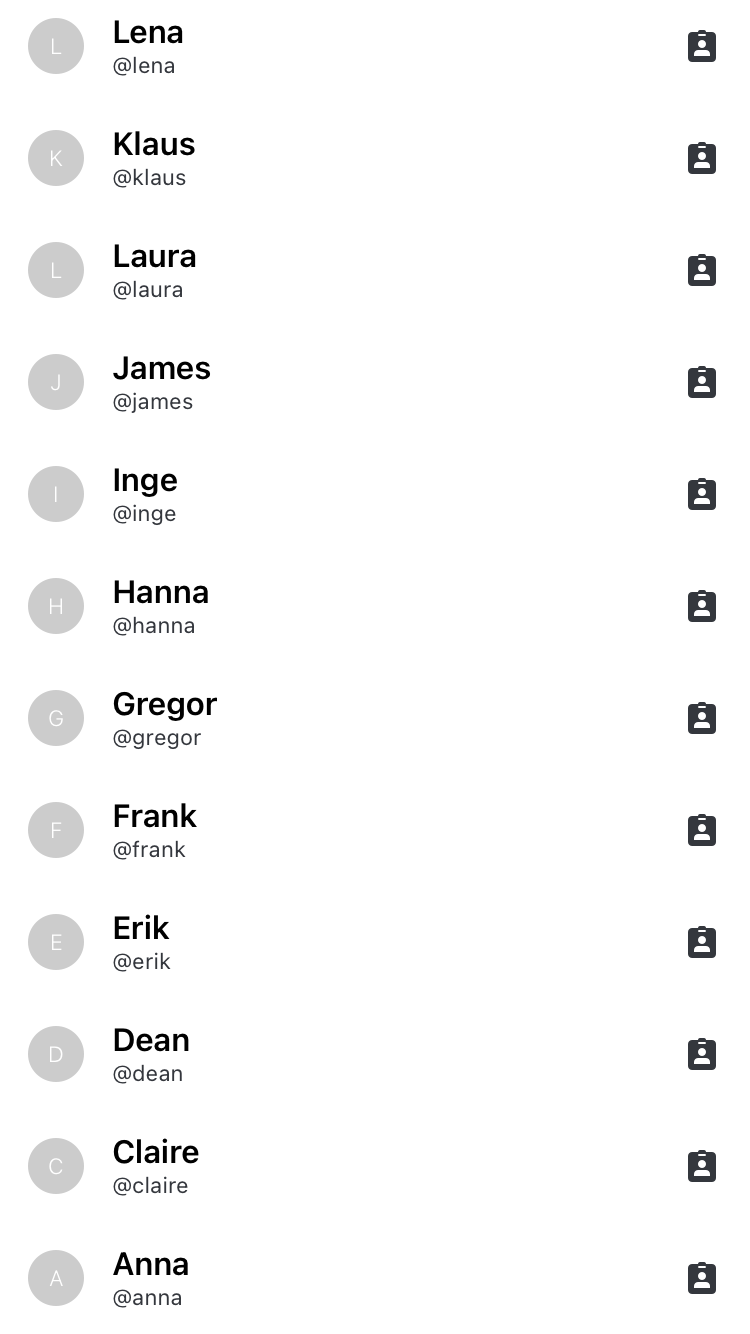 L
Lena
@lena
K
Klaus
@klaus
L
Laura
@laura
J
James
@james
I
Inge
@inge
H
Hanna
@hanna
G
Gregor
@gregor
F
Frank
@frank
E
Erik
@erik
D
Dean
@dean
C
Claire
@claire
A
Anna
@anna